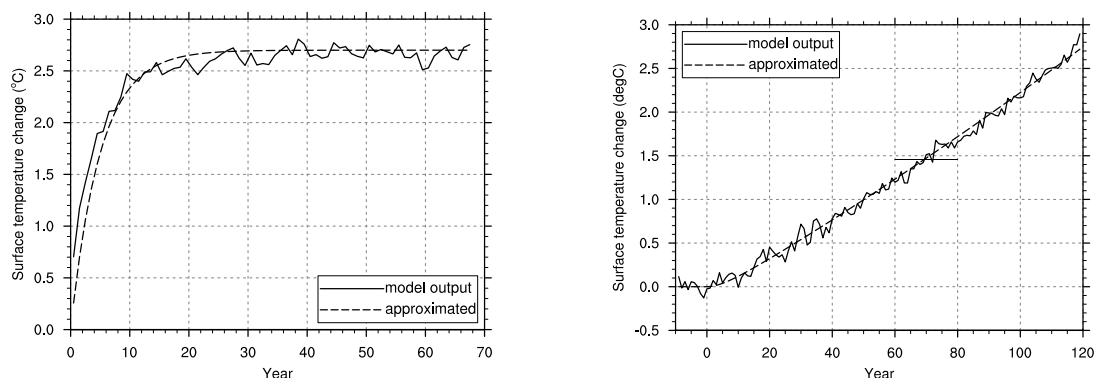 3.0
2.5
2.0
1.5
1.0
0.5
0.0
Surface temperature change (°C)
model output
approximated
0 10 20 30 40 50 60 70
Year
3.0
2.5
2.0
1.5
1.0
0.5
0.0
-0.5
Surface temperature change (degC)
model output
approximated
0 20 40 60 80 100 120
Year